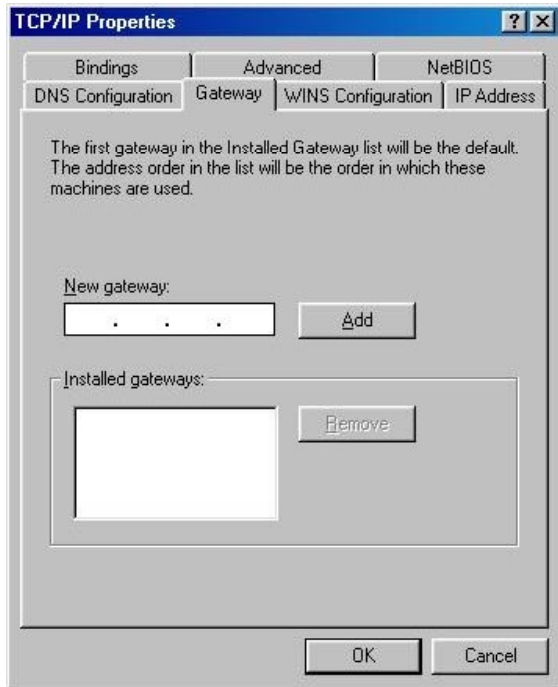 TCP/IP Properties
? X
Bindings Advanced NetBIOS
DNS Configuration Gateway WINS Configuration IP Address
The first gateway in the Installed Gateway list will be the default.
The address order in the list will be the order in which these
machines are used.
New gateway:
. . .
Add
Installed gateways:
Remove
OK Cancel